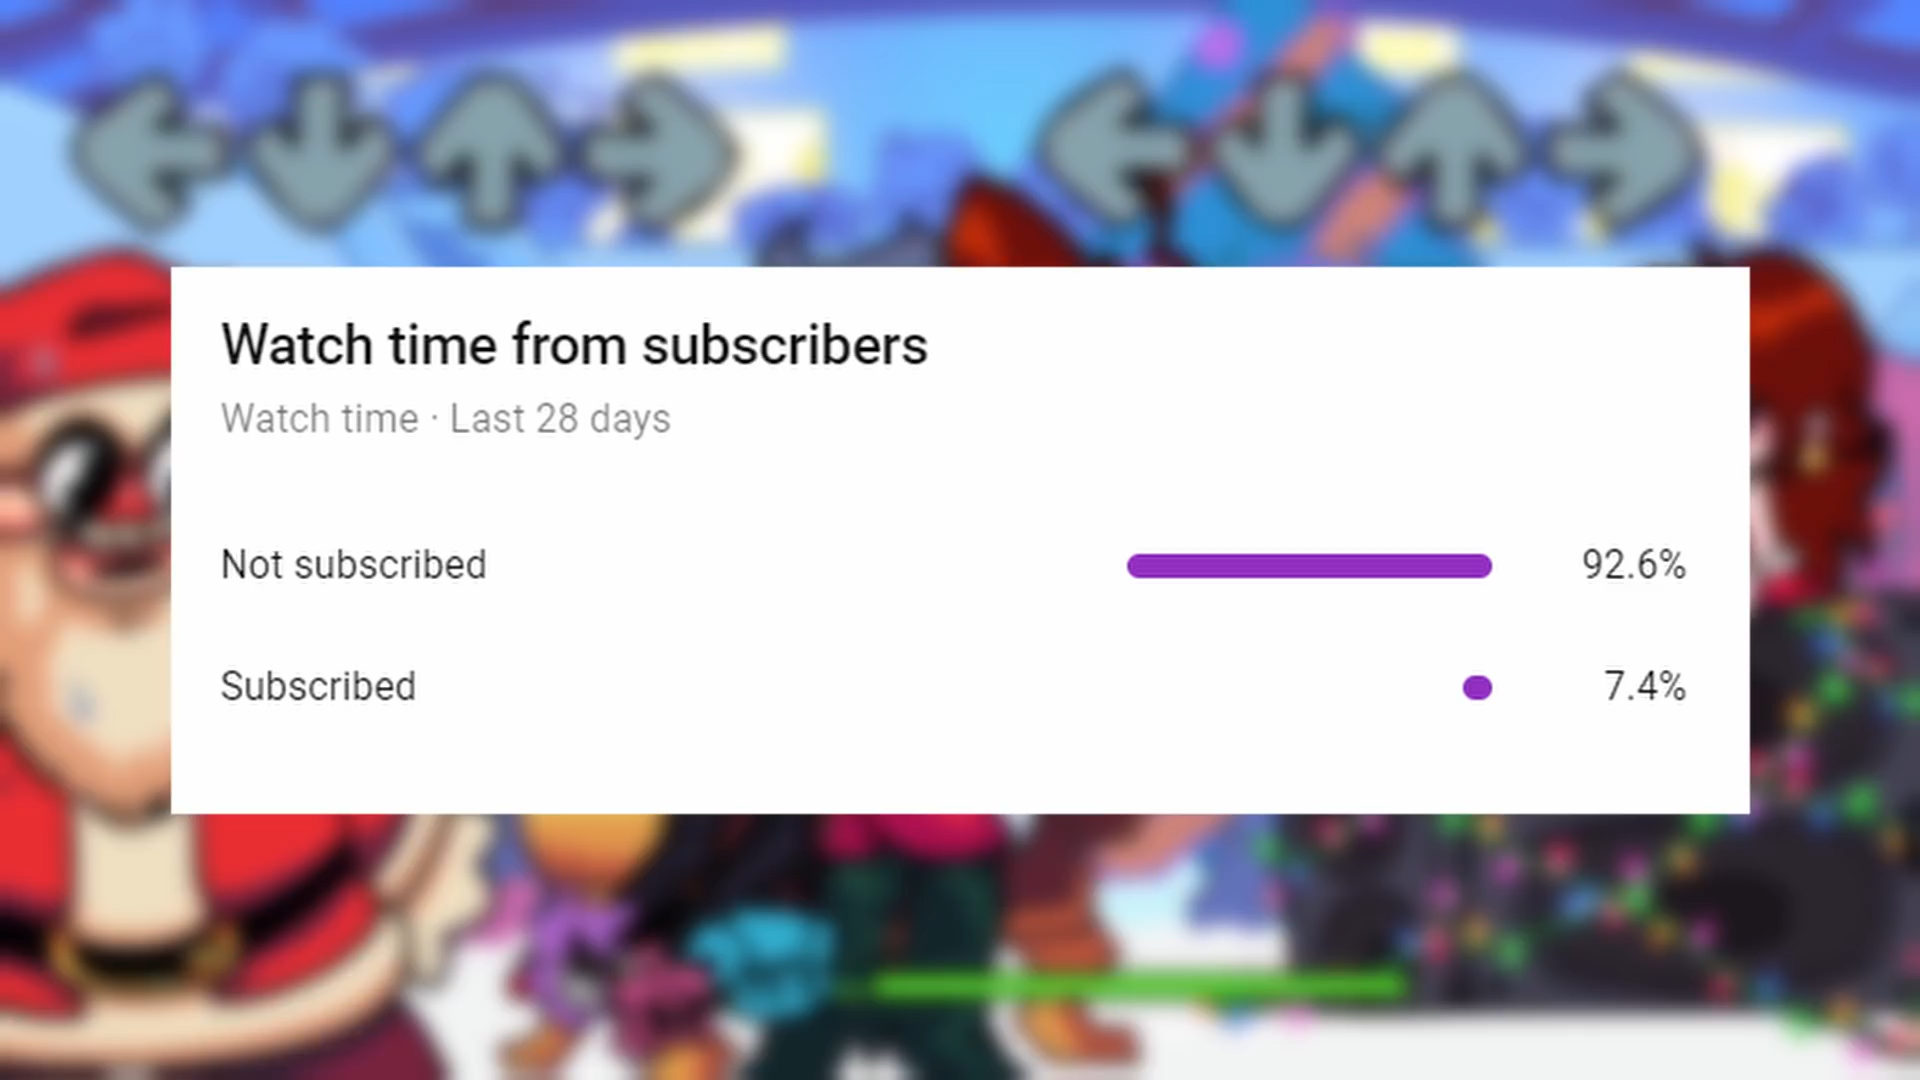 Watch time from subscribers
Watch time · Last 28 days
Not subscribed 92.6%
Subscribed 7.4%